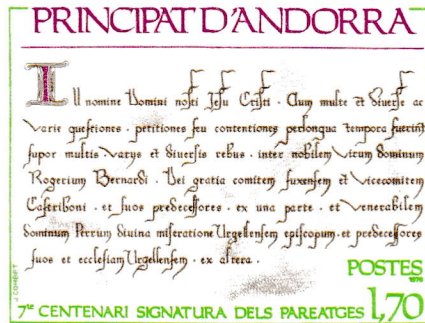 PRINCIPAT D'ANDORRA
In nomine Domini nostri Jesu Cristi · Cum multe et diverse ac
varie questiones · petitiones seu contentiones perlongua tempora fuerint
super multis · varys et diversis rebus · inter nobilem virum dominum
Rogerium Bernardi · Dei gratia comitem fuxensem et vicecomitem
Castriboni · et suos predecessores · ex una parte · et venerabilem
dominum Petrum divina miseratione Urgellensem episcopum · et predecessores
suos et ecclesiam Urgellensem · ex altera ·
POSTES
1978
7e CENTENARI SIGNATURA DELS PAREATGES 1,70